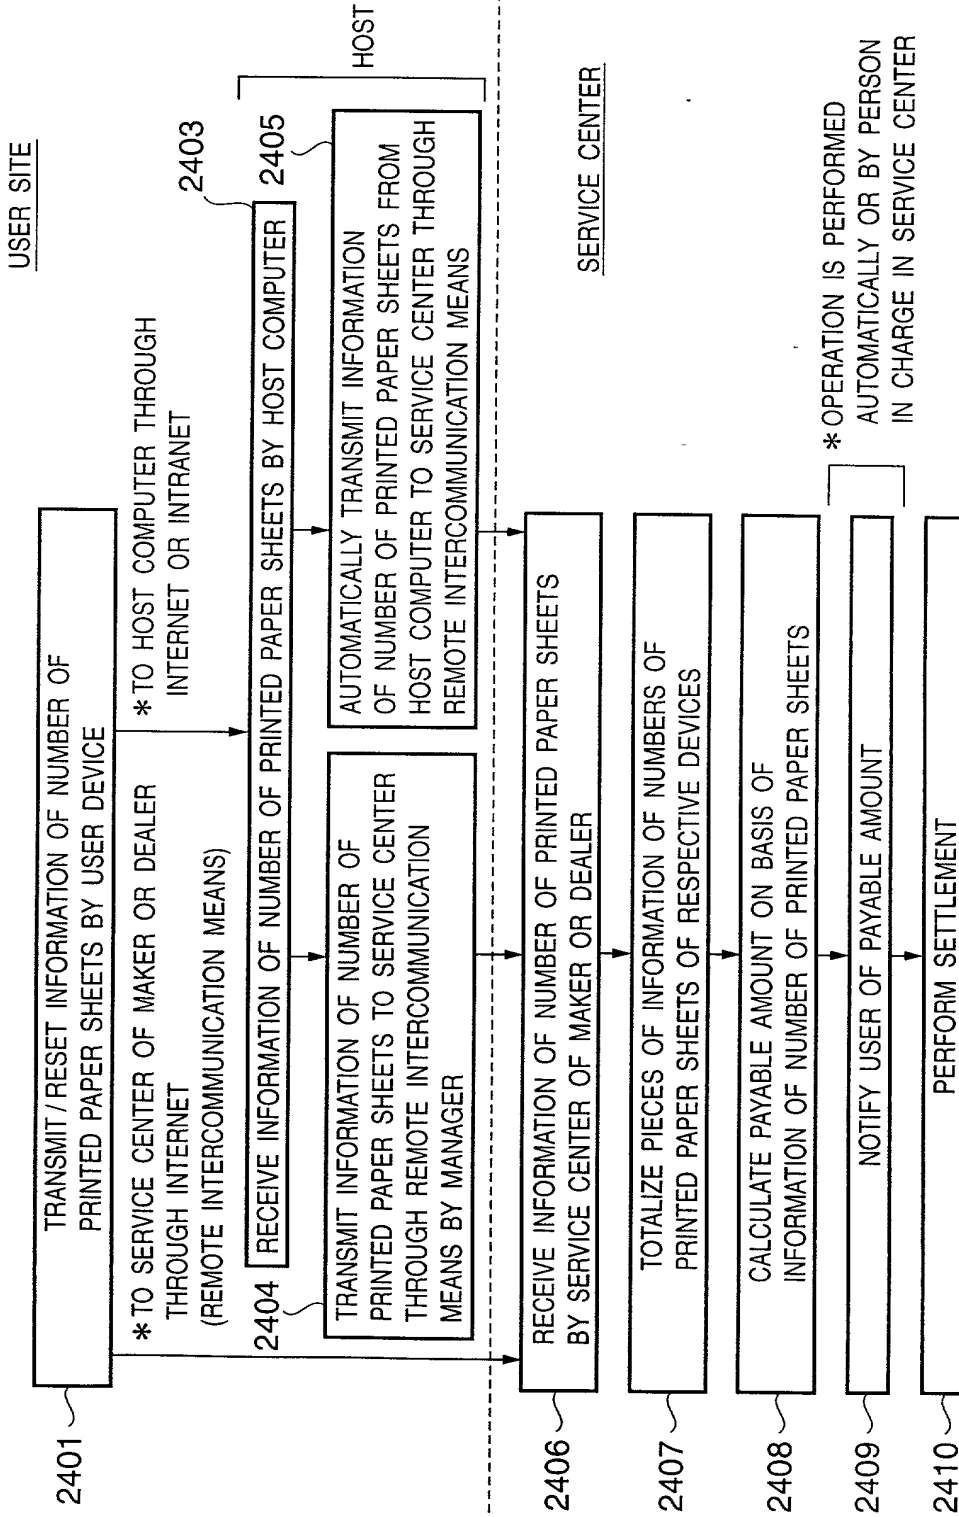 USER SITE
2401
TRANSMIT/RESET INFORMATION OF NUMBER OF
PRINTED PAPER SHEETS BY USER DEVICE
*TO SERVICE CENTER OF MAKER OR DEALER
THROUGH INTERNET
(REMOTE INTERCOMMUNICATION MEANS)
*TO HOST COMPUTER THROUGH
INTERNET OR INTRANET
2403
RECEIVE INFORMATION OF NUMBER OF PRINTED PAPER SHEETS BY HOST COMPUTER
2404
TRANSMIT INFORMATION OF NUMBER OF
PRINTED PAPER SHEETS TO SERVICE CENTER
THROUGH REMOTE INTERCOMMUNICATION
MEANS BY MANAGER
2405
AUTOMATICALLY TRANSMIT INFORMATION
OF NUMBER OF PRINTED PAPER SHEETS FROM
HOST COMPUTER TO SERVICE CENTER THROUGH
REMOTE INTERCOMMUNICATION MEANS
HOST
SERVICE CENTER
2406
RECEIVE INFORMATION OF NUMBER OF PRINTED PAPER SHEETS
BY SERVICE CENTER OF MAKER OR DEALER
2407
TOTALIZE PIECES OF INFORMATION OF NUMBERS OF
PRINTED PAPER SHEETS OF RESPECTIVE DEVICES
2408
CALCULATE PAYABLE AMOUNT ON BASIS OF
INFORMATION OF NUMBER OF PRINTED PAPER SHEETS
2409
NOTIFY USER OF PAYABLE AMOUNT
*OPERATION IS PERFORMED
AUTOMATICALLY OR BY PERSON
IN CHARGE IN SERVICE CENTER
2410
PERFORM SETTLEMENT